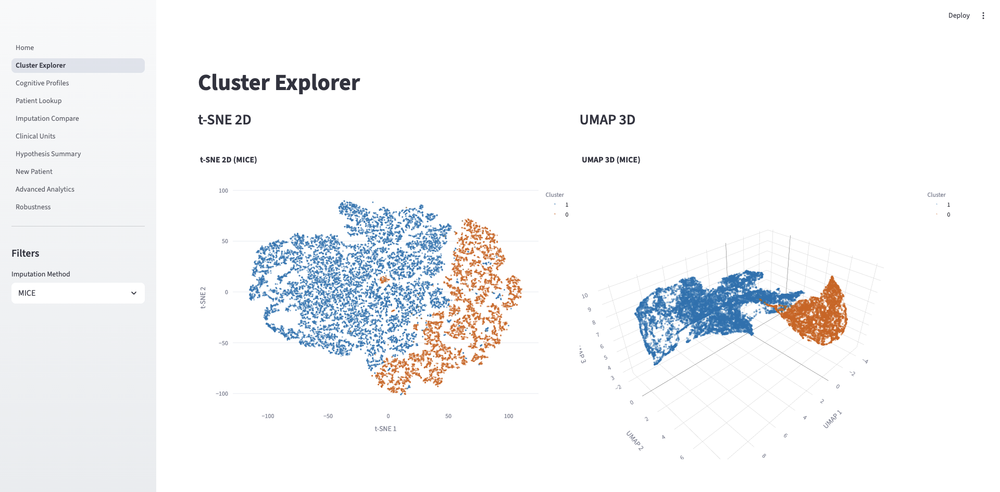 Deploy
Home
Cluster Explorer
Cognitive Profiles
Patient Lookup
Imputation Compare
Clinical Units
Hypothesis Summary
New Patient
Advanced Analytics
Robustness
Filters
Imputation Method
MICE
Cluster Explorer
t-SNE 2D
t-SNE 2D (MICE)
Cluster
1
0
100
50
0
−50
−100
t-SNE 2
−100
−50
0
50
100
t-SNE 1
UMAP 3D
UMAP 3D (MICE)
Cluster
1
0
10
9
8
7
6
5
4
3
−2
0
2
4
6
UMAP 2
−4
−2
0
2
4
6
8
UMAP 1